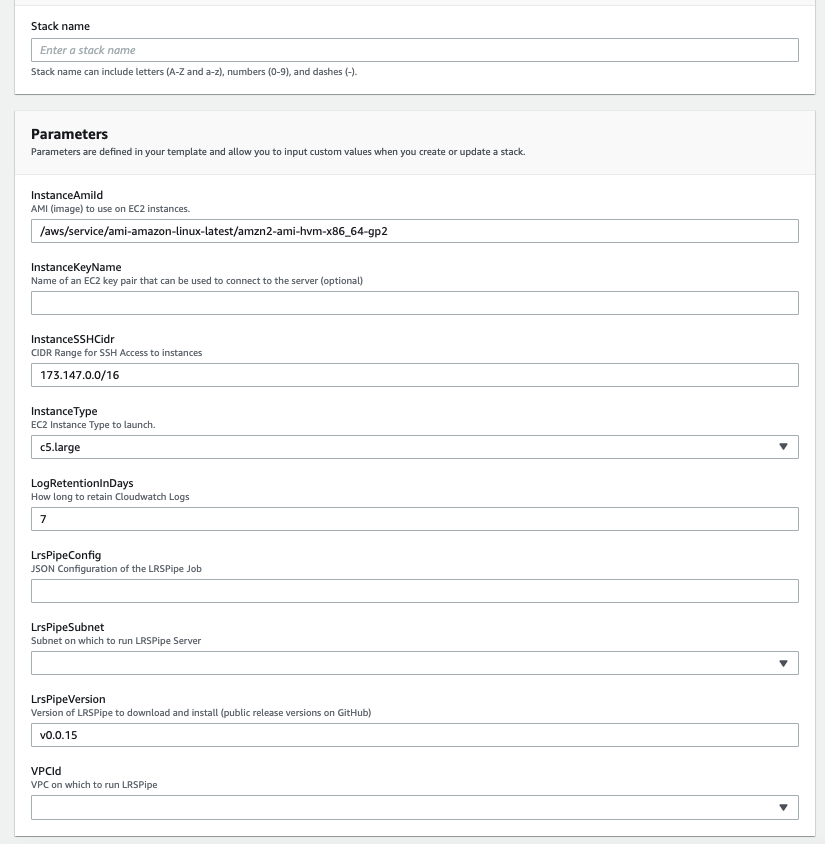 Stack name
Enter a stack name
Stack name can include letters (A-Z and a-z), numbers (0-9), and dashes (-).
Parameters
Parameters are defined in your template and allow you to input custom values when you create or update a stack.
InstanceAmiId
AMI (image) to use on EC2 instances.
/aws/service/ami-amazon-linux-latest/amzn2-ami-hvm-x86_64-gp2
InstanceKeyName
Name of an EC2 key pair that can be used to connect to the server (optional)
InstanceSSHCidr
CIDR Range for SSH Access to instances
173.147.0.0/16
InstanceType
EC2 Instance Type to launch.
c5.large
LogRetentionInDays
How long to retain Cloudwatch Logs
7
LrsPipeConfig
JSON Configuration of the LRSPipe Job
LrsPipeSubnet
Subnet on which to run LRSPipe Server
LrsPipeVersion
Version of LRSPipe to download and install (public release versions on GitHub)
v0.0.15
VPCId
VPC on which to run LRSPipe